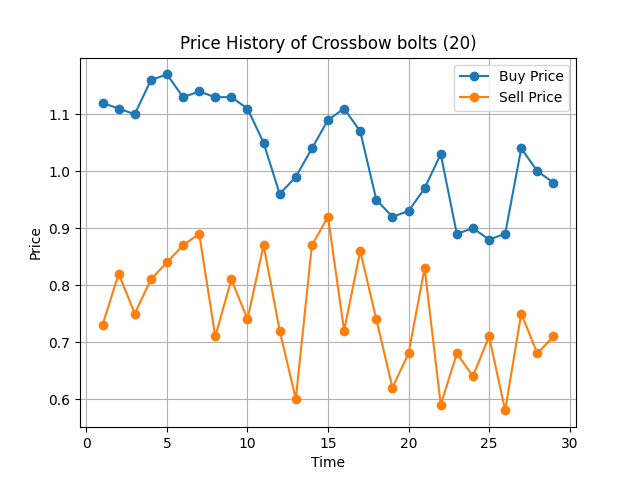 Price History of Crossbow bolts (20)
Buy Price
Sell Price
Price
1.1
1.0
0.9
0.8
0.7
0.6
0 5 10 15 20 25 30
Time